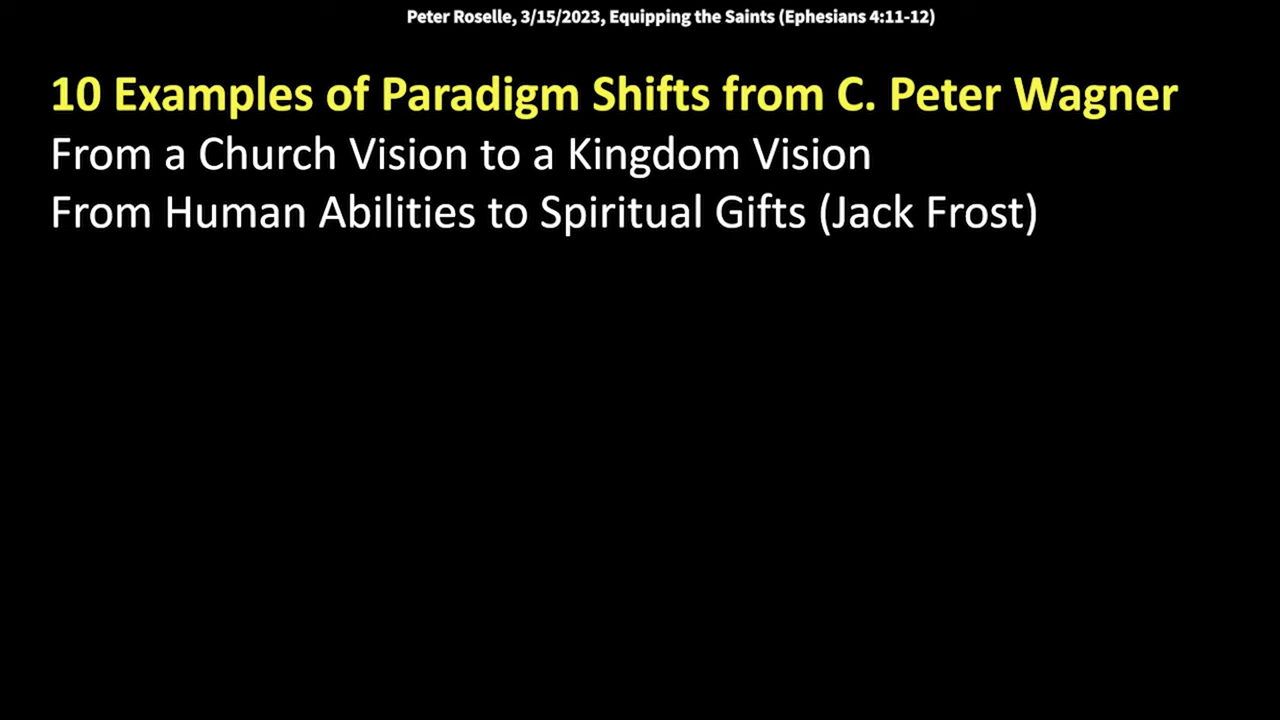 Peter Roselle, 3/15/2023, Equipping the Saints (Ephesians 4:11-12)
10 Examples of Paradigm Shifts from C. Peter Wagner
From a Church Vision to a Kingdom Vision
From Human Abilities to Spiritual Gifts (Jack Frost)